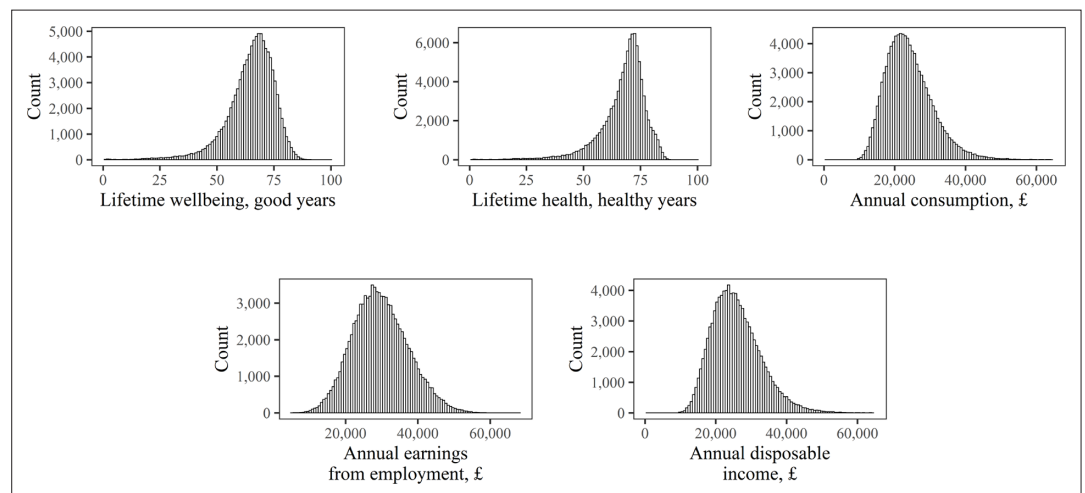 5,000
4,000
3,000
2,000
1,000
0
Count
0 25 50 75 100
Lifetime wellbeing, good years
6,000
4,000
2,000
0
Count
0 25 50 75 100
Lifetime health, healthy years
4,000
3,000
2,000
1,000
0
Count
0 20,000 40,000 60,000
Annual consumption, £
3,000
2,000
1,000
0
Count
20,000 40,000 60,000
Annual earnings
from employment, £
4,000
3,000
2,000
1,000
0
Count
0 20,000 40,000 60,000
Annual disposable
income, £